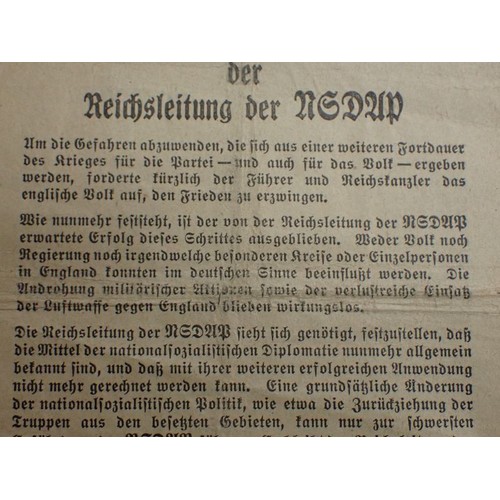 der
Reichsleitung der NSDAP
Um die Gefahren abzuwenden, die sich aus einer weiteren Fortdauer
des Krieges für die Partei — und auch für das Volk — ergeben
werden, forderte kürzlich der Führer und Reichskanzler das
englische Volk auf, den Frieden zu erzwingen.
Wie nunmehr feststeht, ist der von der Reichsleitung der NSDAP
erwartete Erfolg dieses Schrittes ausgeblieben. Weder Volk noch
Regierung noch irgendwelche besonderen Kreise oder Einzelpersonen
in England konnten im deutschen Sinne beeinflußt werden. Die
Androhung militärischer Aktionen sowie der verlustreiche Einsatz
der Luftwaffe gegen England blieben wirkungslos.
Die Reichsleitung der NSDAP sieht sich genötigt, festzustellen, daß
die Mittel der nationalsozialistischen Diplomatie nunmehr allgemein
bekannt sind, und daß mit ihrer weiteren erfolgreichen Anwendung
nicht mehr gerechnet werden kann. Eine grundsätzliche Änderung
der nationalsozialistischen Politik, wie etwa die Zurückziehung der
Truppen aus den besetzten Gebieten, kann nur zur schwersten